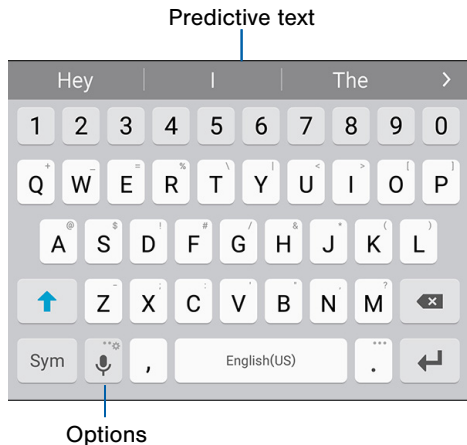 Predictive text
Hey I The >
1 2 3 4 5 6 7 8 9 0
+ _ = % \ | < > [ ]
Q W E R T Y U I O P
@ $ ! # / & * ( )
A S D F G H J K L
- ; : ' " , ?
Z X C V B N M
Sym , English(US) .
Options